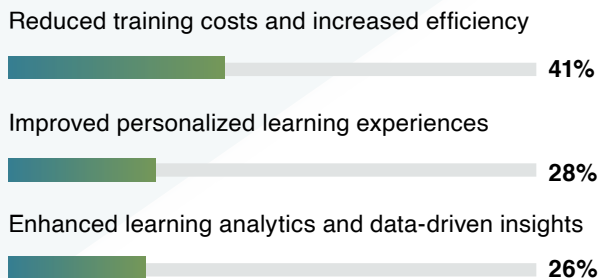 Reduced training costs and increased efficiency
41%
Improved personalized learning experiences
28%
Enhanced learning analytics and data-driven insights
26%